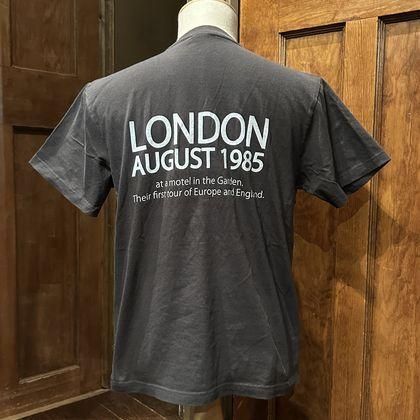 LONDON
AUGUST 1985
at a motel in the Garden.
Their first tour of Europe and England.